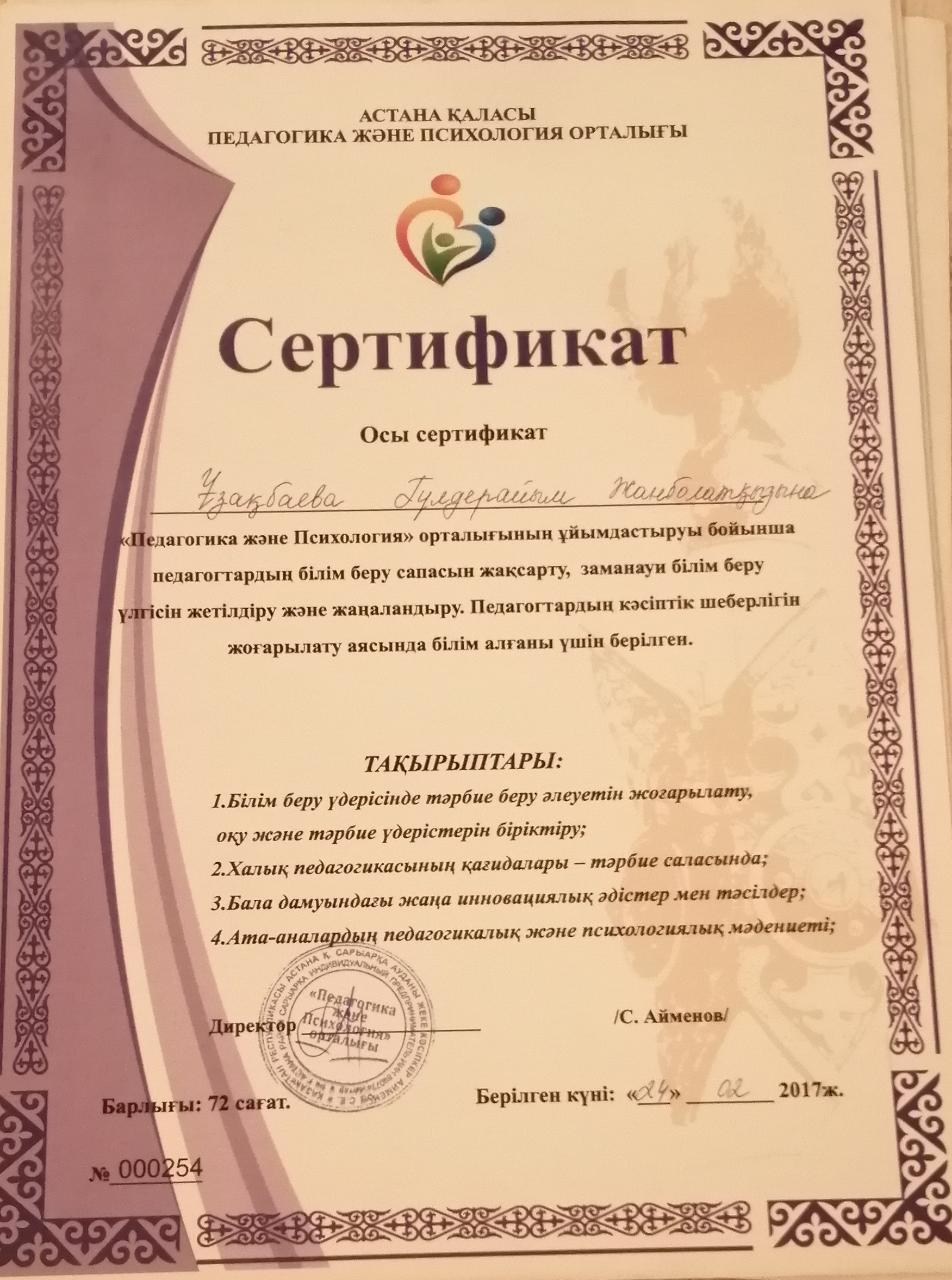 АСТАНА ҚАЛАСЫ
ПЕДАГОГИКА ЖӘНЕ ПСИХОЛОГИЯ ОРТАЛЫҒЫ
Сертификат
Осы сертификат
Ұзақбаева Гүлдерайым Жанболатқызына
«Педагогика және Психология» орталығының ұйымдастыруы бойынша
педагогтардың білім беру сапасын жақсарту, заманауи білім беру
үлгісін жетілдіру және жаңаландыру. Педагогтардың кәсіптік шеберлігін
жоғарылату аясында білім алғаны үшін берілген.
ТАҚЫРЫПТАРЫ:
1.Білім беру үдерісінде тәрбие беру әлеуетін жоғарылату,
оқу және тәрбие үдерістерін біріктіру;
2.Халық педагогикасының қағидалары – тәрбие саласында;
3.Бала дамуындағы жаңа инновациялық әдістер мен тәсілдер;
4.Ата-аналардың педагогикалық және психологиялық мәдениеті;
«Педагогика
және
Психология»
орталығы
Директор /С. Айменов/
Барлығы: 72 сағат. Берілген күні: «24» 02 2017ж.
№ 000254